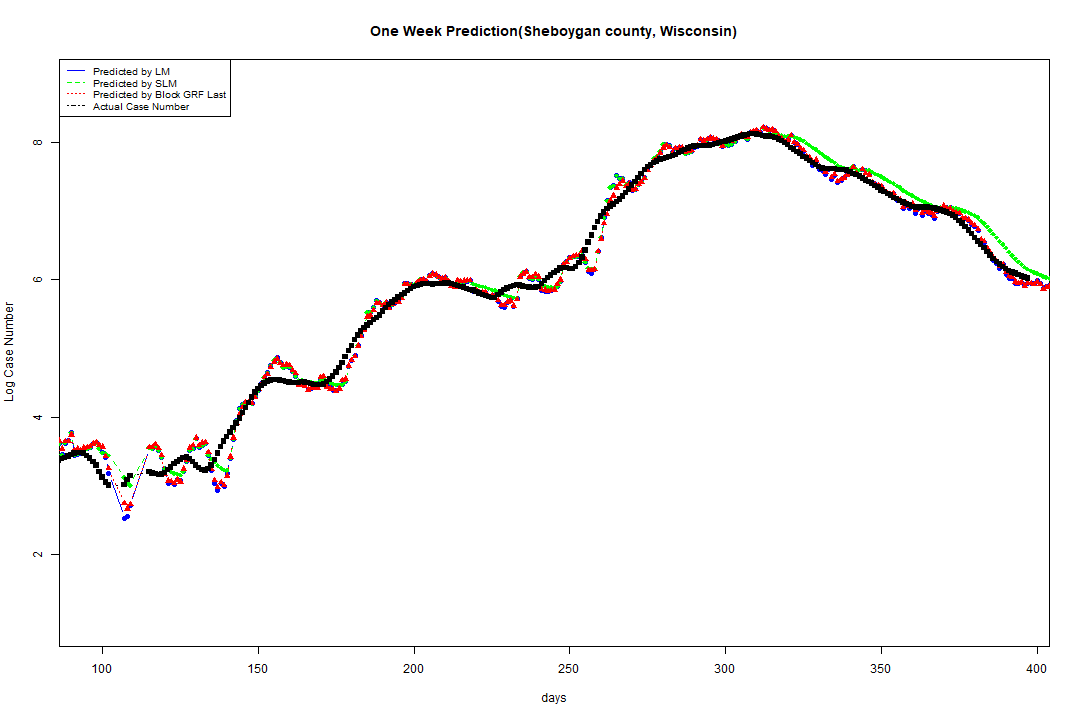 One Week Prediction(Sheboygan county, Wisconsin)
Predicted by LM
Predicted by SLM
Predicted by Block GRF Last
Actual Case Number
8
6
4
2
Log Case Number
100 150 200 250 300 350 400
days